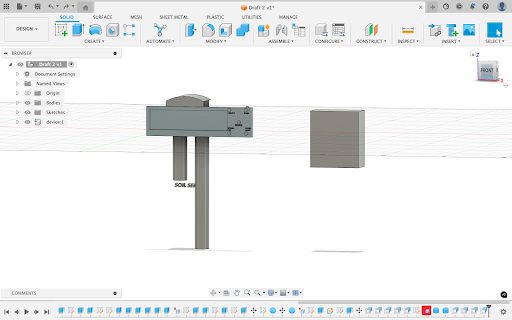 Draft 2 v1*
DESIGN
SOLID
SURFACE
MESH
SHEET METAL
PLASTIC
UTILITIES
MANAGE
CREATE
AUTOMATE
MODIFY
ASSEMBLE
CONFIGURE
CONSTRUCT
INSPECT
INSERT
SELECT
BROWSER
Draft 2 v1
Document Settings
Named Views
Origin
Bodies
Sketches
device:1
Z
FRONT
SOIL SE
COMMENTS